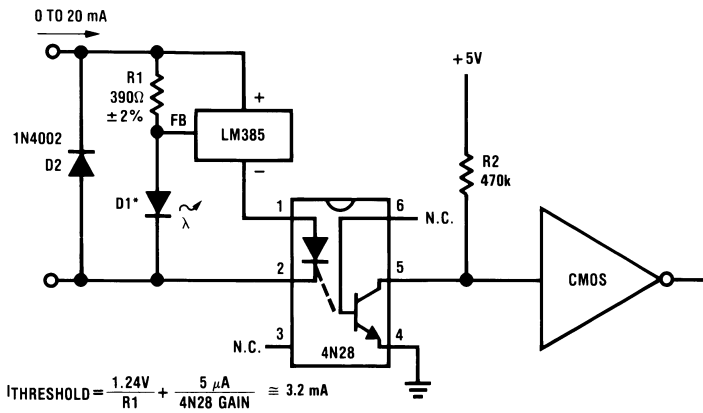 0 TO 20 mA
+5V
R1
390Ω
±2%
FB
+
LM385
–
1N4002
D2
R2
470k
D1*
λ
1
6
N.C.
2
5
CMOS
3
N.C.
4
4N28
ITHRESHOLD = 1.24V / R1 + 5 μA / 4N28 GAIN ≅ 3.2 mA